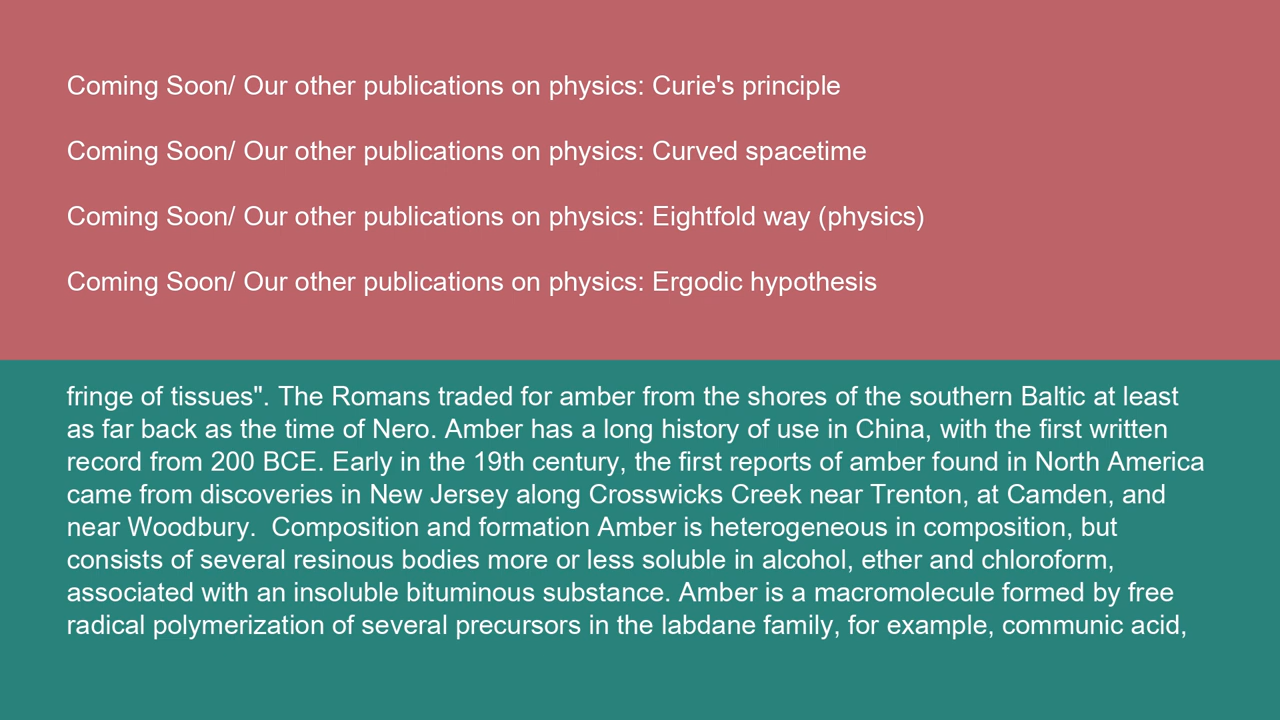 Coming Soon/ Our other publications on physics: Curie's principle
Coming Soon/ Our other publications on physics: Curved spacetime
Coming Soon/ Our other publications on physics: Eightfold way (physics)
Coming Soon/ Our other publications on physics: Ergodic hypothesis
fringe of tissues". The Romans traded for amber from the shores of the southern Baltic at least
as far back as the time of Nero. Amber has a long history of use in China, with the first written
record from 200 BCE. Early in the 19th century, the first reports of amber found in North America
came from discoveries in New Jersey along Crosswicks Creek near Trenton, at Camden, and
near Woodbury.  Composition and formation Amber is heterogeneous in composition, but
consists of several resinous bodies more or less soluble in alcohol, ether and chloroform,
associated with an insoluble bituminous substance. Amber is a macromolecule formed by free
radical polymerization of several precursors in the labdane family, for example, communic acid,